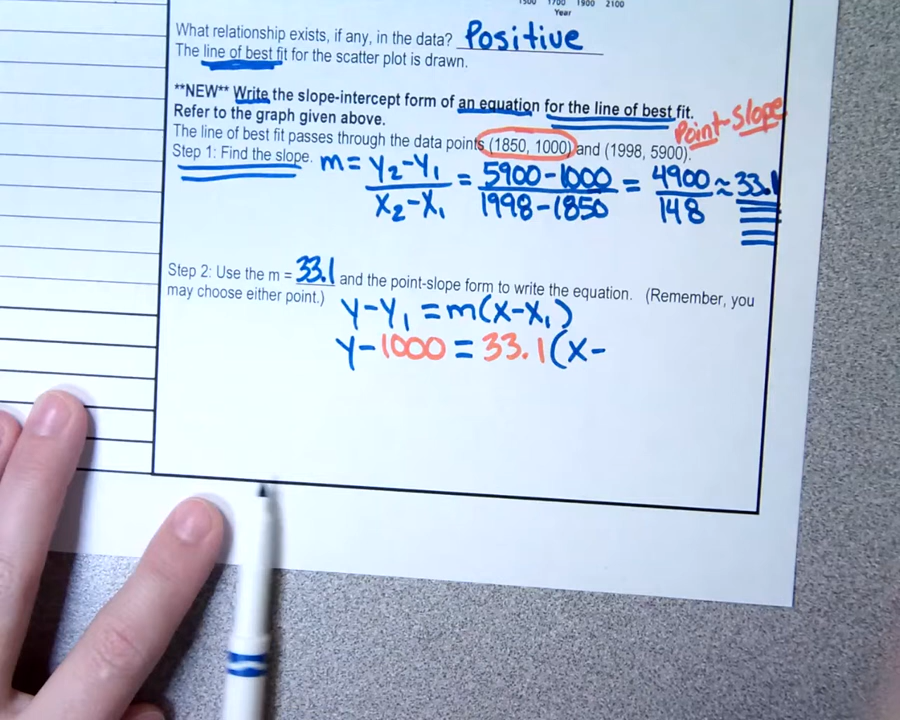 1500 1700 1900 2100
Year
What relationship exists, if any, in the data? Positive
The line of best fit for the scatter plot is drawn.
**NEW** Write the slope-intercept form of an equation for the line of best fit.
Refer to the graph given above.
Point-Slope
The line of best fit passes through the data points (1850, 1000) and (1998, 5900).
Step 1: Find the slope. m = y₂-y₁ / x₂-x₁ = 5900-1000 / 1998-1850 = 4900 / 148 ≈ 33.1
Step 2: Use the m = 33.1 and the point-slope form to write the equation. (Remember, you
may choose either point.)
y-y₁ = m(x-x₁)
y-1000 = 33.1(x-